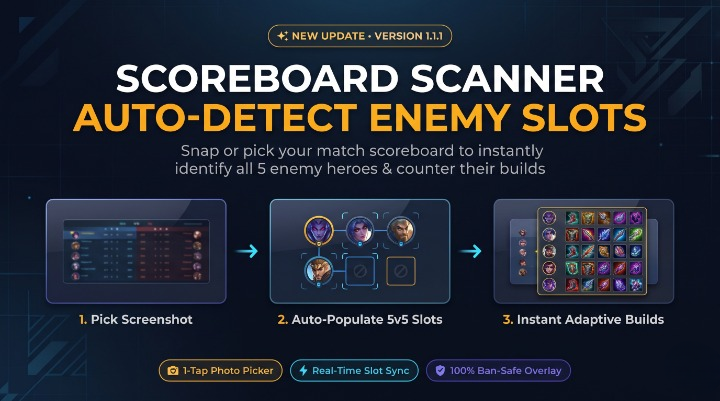 NEW UPDATE • VERSION 1.1.1
SCOREBOARD SCANNER
AUTO-DETECT ENEMY SLOTS
Snap or pick your match scoreboard to instantly
identify all 5 enemy heroes & counter their builds
1. Pick Screenshot
2. Auto-Populate 5v5 Slots
3. Instant Adaptive Builds
1-Tap Photo Picker
Real-Time Slot Sync
100% Ban-Safe Overlay